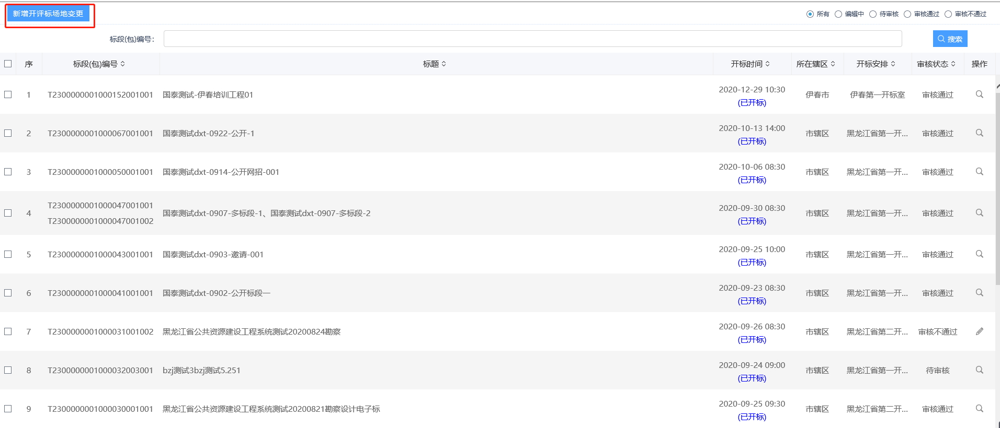 新增开评标场地变更
所有 编辑中 待审核 审核通过 审核不通过
标段(包)编号：
搜索
序 标段(包)编号 标题 开标时间 所在辖区 开标安排 审核状态 操作
1 T2300000001000152001001 国泰测试-伊春培训工程01 2020-12-29 10:30 (已开标) 伊春市 伊春第一开标室 审核通过
2 T2300000001000067001001 国泰测试dxt-0922-公开-1 2020-10-13 14:00 (已开标) 市辖区 黑龙江省第一开... 审核通过
3 T2300000001000050001001 国泰测试dxt-0914-公开网招-001 2020-10-06 08:30 (已开标) 市辖区 黑龙江省第一开... 审核通过
4 T2300000001000047001001 T2300000001000047001002 国泰测试dxt-0907-多标段-1、国泰测试dxt-0907-多标段-2 2020-09-30 08:30 (已开标) 市辖区 黑龙江省第一开... 审核通过
5 T2300000001000043001001 国泰测试dxt-0903-邀请-001 2020-09-25 10:00 (已开标) 市辖区 黑龙江省第一开... 审核通过
6 T2300000001000041001001 国泰测试dxt-0902-公开标段一 2020-09-23 08:30 (已开标) 市辖区 黑龙江省第一开... 审核通过
7 T2300000001000031001002 黑龙江省公共资源建设工程系统测试20200824勘察 2020-09-26 08:30 (已开标) 市辖区 黑龙江省第二开... 审核不通过
8 T2300000001000032003001 bzj测试3bzj测试5.251 2020-09-24 09:00 (已开标) 市辖区 黑龙江省第一开... 待审核
9 T2300000001000030001001 黑龙江省公共资源建设工程系统测试20200821勘察设计电子标 2020-09-25 09:30 (已开标) 市辖区 黑龙江省第二开... 审核通过